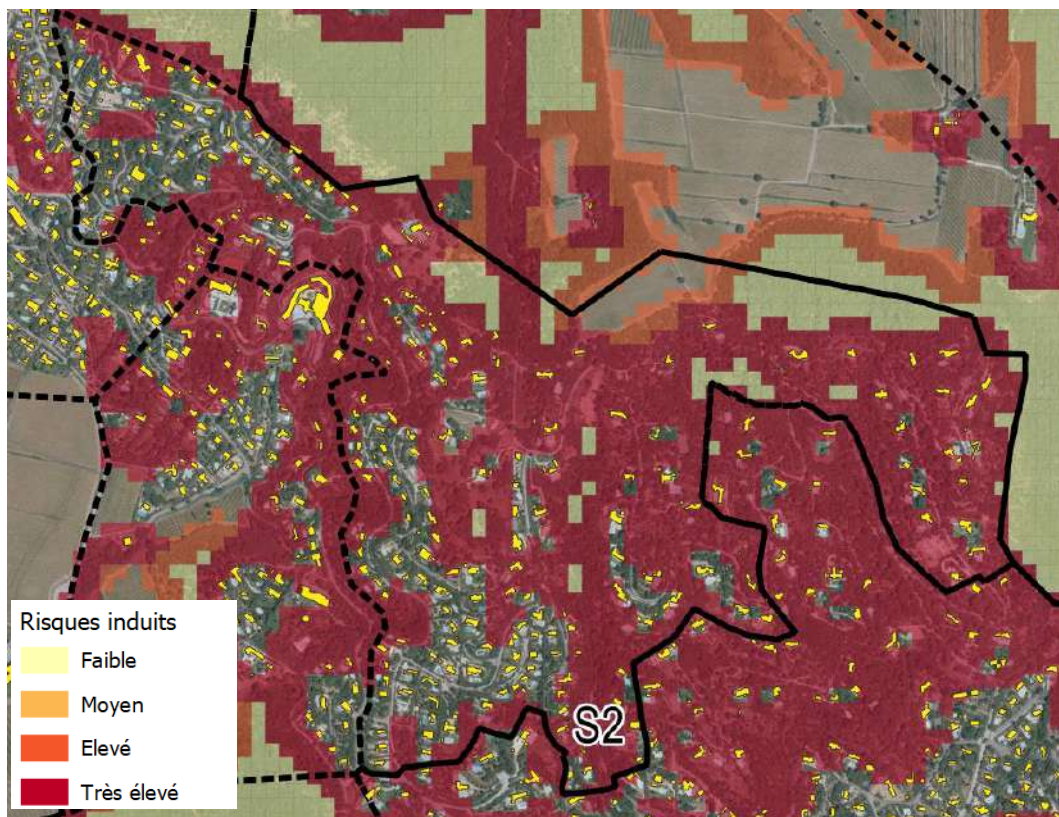 S2
Risques induits
Faible
Moyen
Elevé
Très élevé